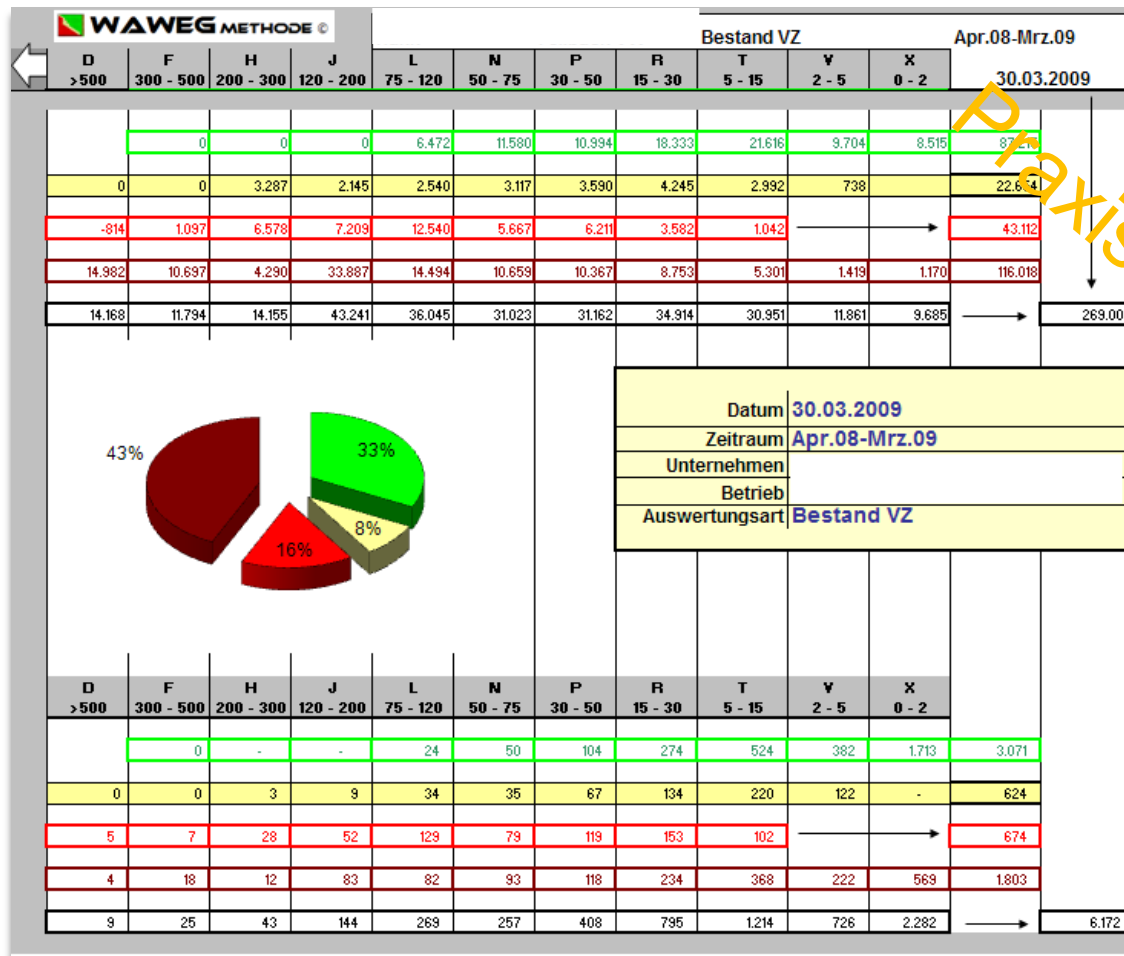 WAWEG METHODE ©
Bestand VZ Apr.08-Mrz.09
D F H J L N P R T V X
>500 300 - 500 200 - 300 120 - 200 75 - 120 50 - 75 30 - 50 15 - 30 5 - 15 2 - 5 0 - 2 30.03.2009
0 0 0 6.472 11.580 10.994 18.333 21.616 9.704 8.515
0 0 3.287 2.145 2.540 3.117 3.590 4.245 2.992 738
Praxis
-814 1.097 6.578 7.209 12.540 5.667 6.211 3.582 1.042 43.112
14.982 10.697 4.290 33.887 14.494 10.659 10.367 8.753 5.301 1.419 1.170 116.018
14.168 11.794 14.155 43.241 36.045 31.023 31.162 34.914 30.951 11.861 9.685 269.00
43%
33%
8%
16%
Datum 30.03.2009
Zeitraum Apr.08-Mrz.09
Unternehmen
Betrieb
Auswertungsart Bestand VZ
D F H J L N P R T V X
>500 300 - 500 200 - 300 120 - 200 75 - 120 50 - 75 30 - 50 15 - 30 5 - 15 2 - 5 0 - 2
0 - - 24 50 104 274 524 382 1.713 3.071
0 0 3 9 34 35 67 134 220 122 - 624
5 7 28 52 129 79 119 153 102 674
4 18 12 83 82 93 118 234 368 222 569 1.803
9 25 43 144 269 257 408 795 1.214 726 2.282 6.172